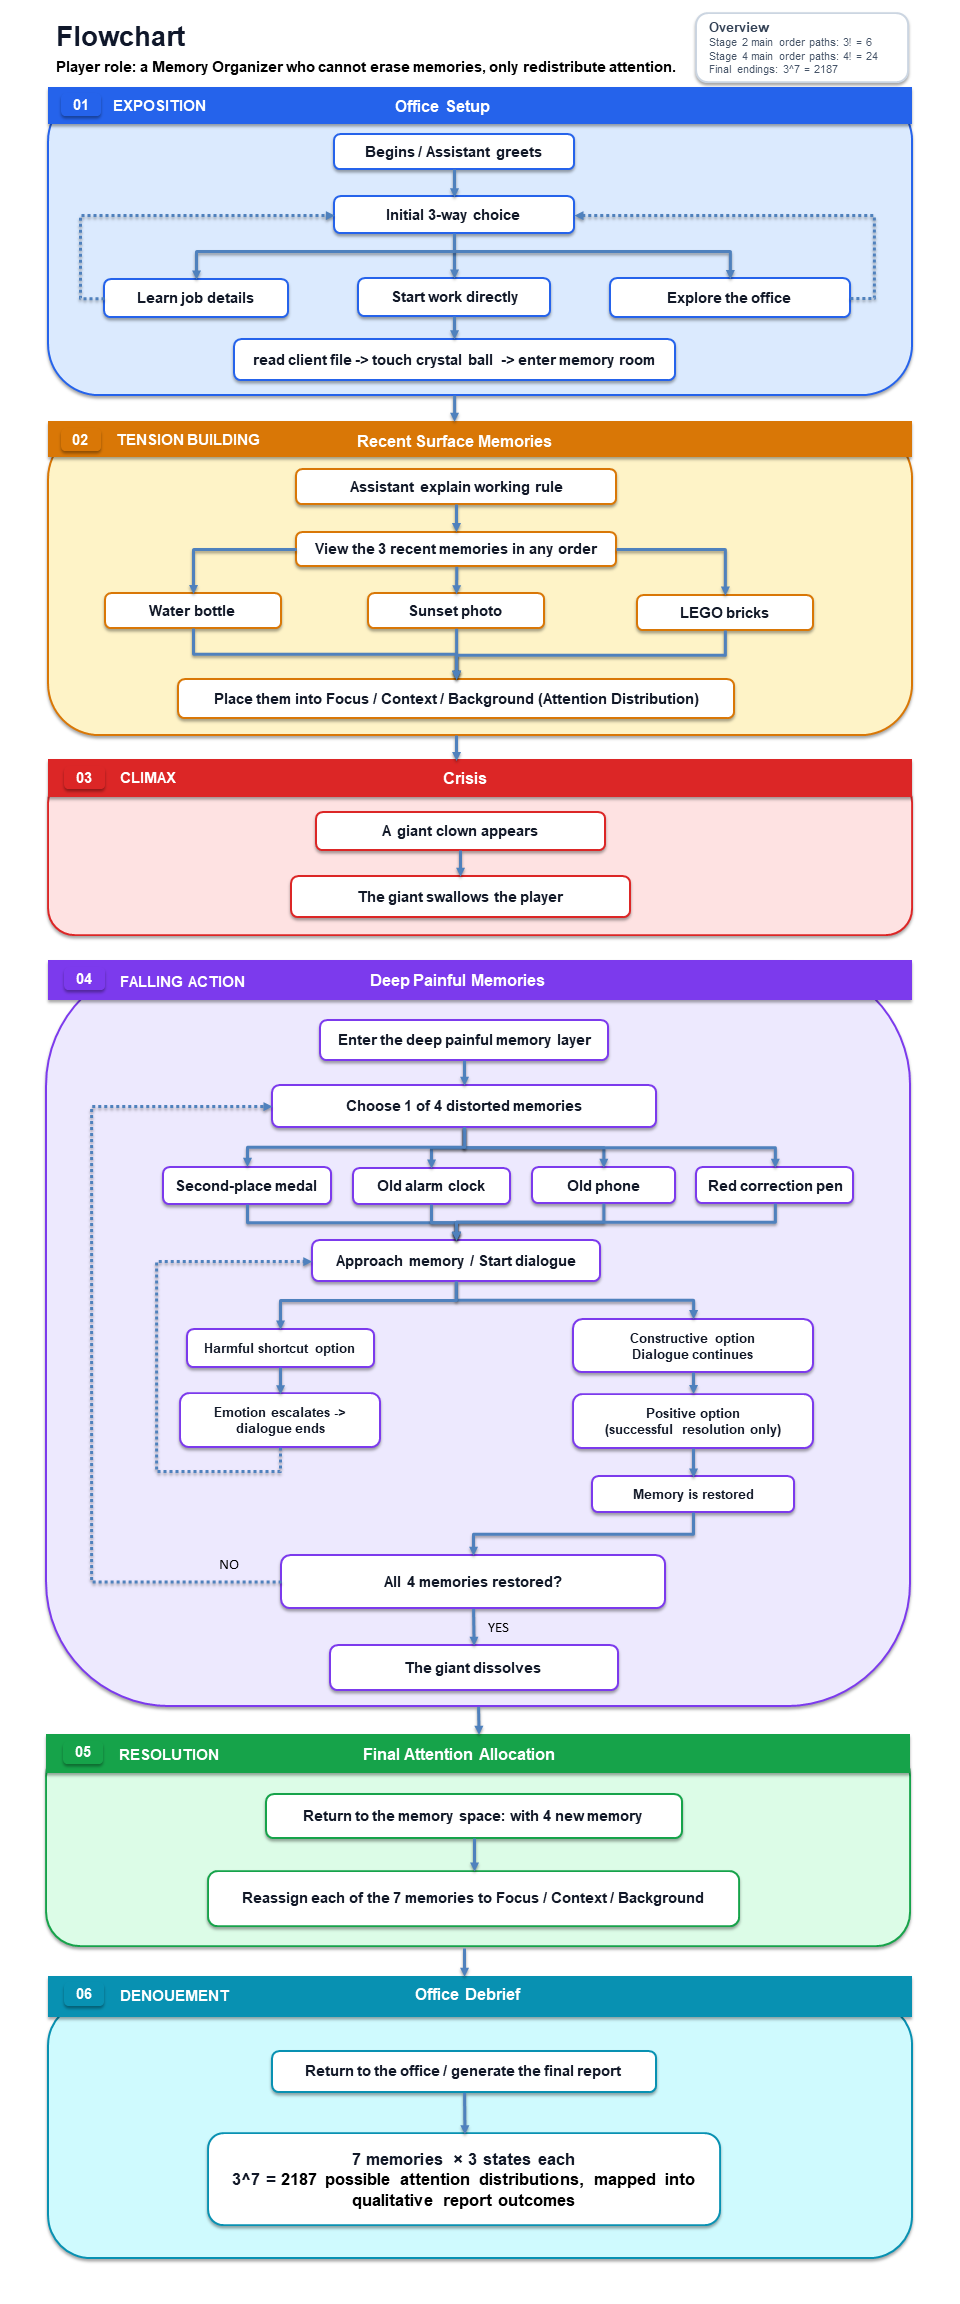 Flowchart
Player role: a Memory Organizer who cannot erase memories, only redistribute attention.
Overview
Stage 2 main order paths: 3! = 6
Stage 4 main order paths: 4! = 24
Final endings: 3^7 = 2187
01 EXPOSITION Office Setup
Begins / Assistant greets
Initial 3-way choice
Learn job details
Start work directly
Explore the office
read client file -> touch crystal ball -> enter memory room
02 TENSION BUILDING Recent Surface Memories
Assistant explain working rule
View the 3 recent memories in any order
Water bottle
Sunset photo
LEGO bricks
Place them into Focus / Context / Background (Attention Distribution)
03 CLIMAX Crisis
A giant clown appears
The giant swallows the player
04 FALLING ACTION Deep Painful Memories
Enter the deep painful memory layer
Choose 1 of 4 distorted memories
Second-place medal
Old alarm clock
Old phone
Red correction pen
Approach memory / Start dialogue
Harmful shortcut option
Constructive option
Dialogue continues
Emotion escalates ->
dialogue ends
Positive option
(successful resolution only)
Memory is restored
NO
All 4 memories restored?
YES
The giant dissolves
05 RESOLUTION Final Attention Allocation
Return to the memory space: with 4 new memory
Reassign each of the 7 memories to Focus / Context / Background
06 DENOUEMENT Office Debrief
Return to the office / generate the final report
7 memories × 3 states each
3^7 = 2187 possible attention distributions, mapped into
qualitative report outcomes